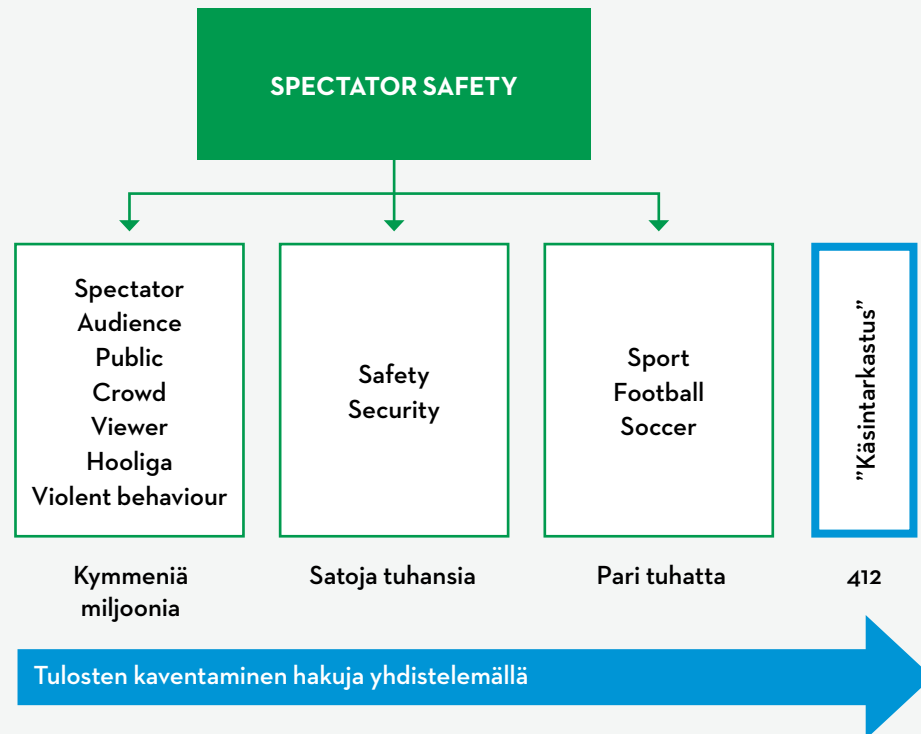 SPECTATOR SAFETY
Spectator
Audience
Public
Crowd
Viewer
Hooliga
Violent behaviour
Safety
Security
Sport
Football
Soccer
”Käsintarkastus”
Kymmeniä
miljoonia
Satoja tuhansia
Pari tuhatta
412
Tulosten kaventaminen hakuja yhdistelemällä